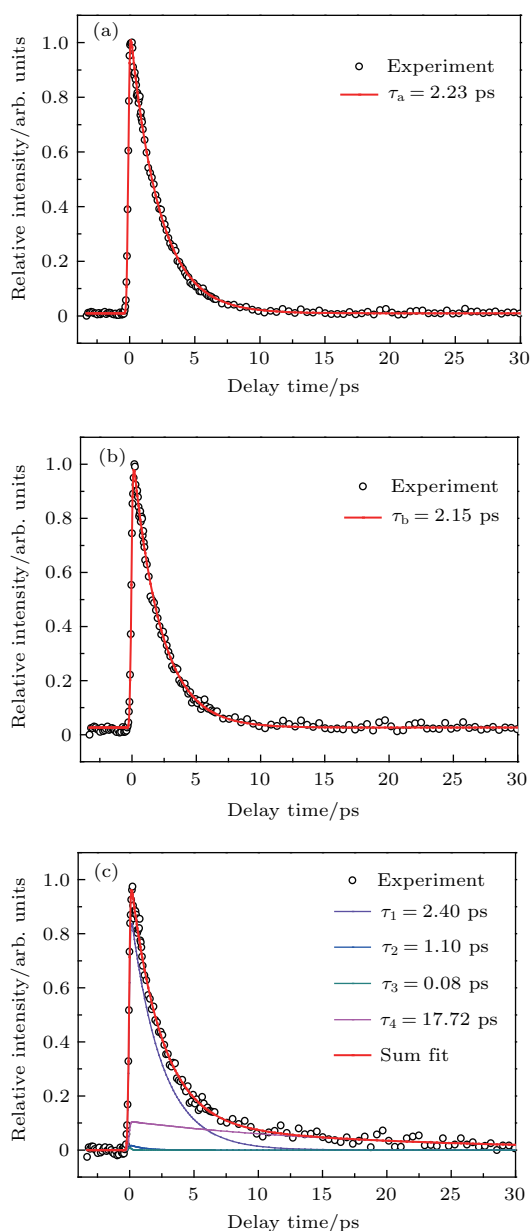 (a)
Experiment
τa = 2.23 ps
1.0
0.8
0.6
0.4
0.2
0
Relative intensity/arb. units
0 5 10 15 20 25 30
Delay time/ps
(b)
Experiment
τb = 2.15 ps
1.0
0.8
0.6
0.4
0.2
0
Relative intensity/arb. units
0 5 10 15 20 25 30
Delay time/ps
(c)
Experiment
τ1 = 2.40 ps
τ2 = 1.10 ps
τ3 = 0.08 ps
τ4 = 17.72 ps
Sum fit
1.0
0.8
0.6
0.4
0.2
0
Relative intensity/arb. units
0 5 10 15 20 25 30
Delay time/ps